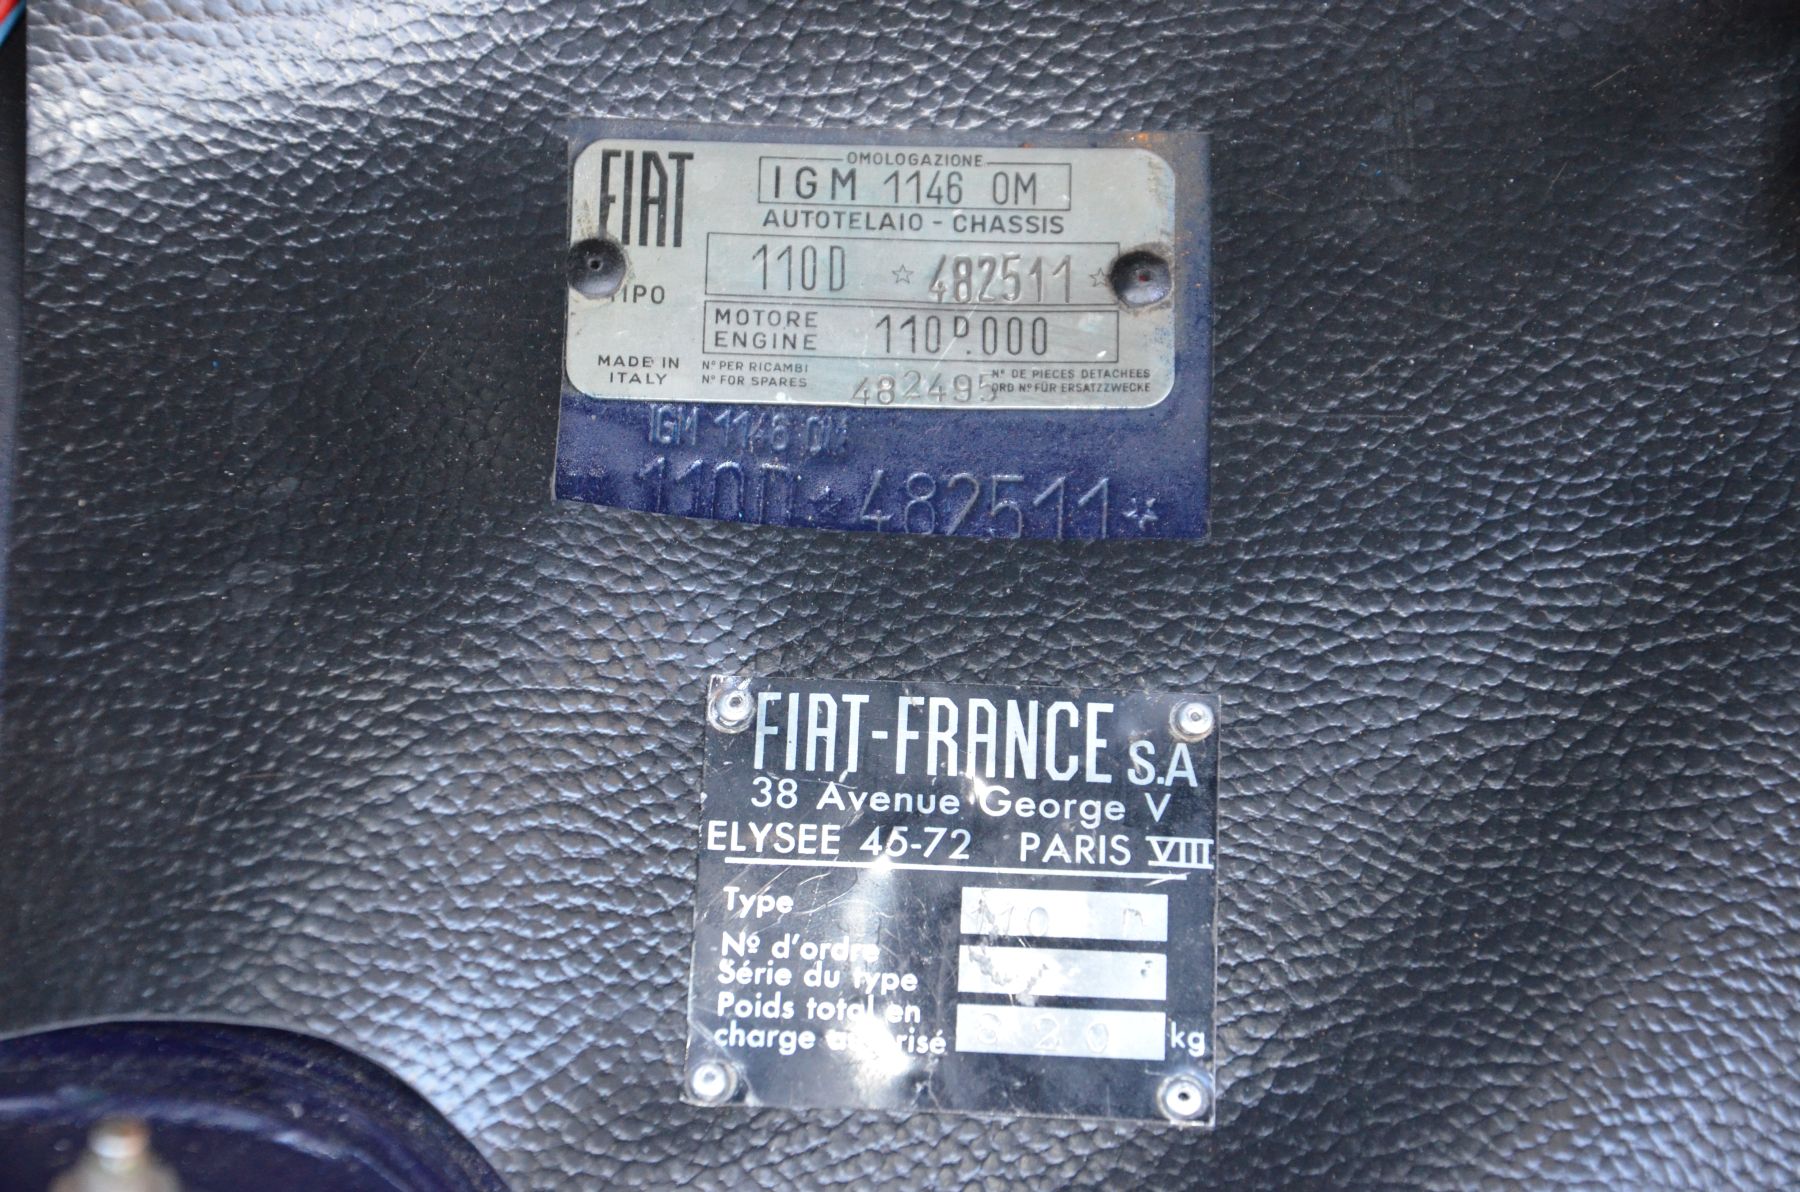 FIAT
OMOLOGAZIONE
IGM 1146 OM
AUTOTELAIO - CHASSIS
TIPO
110D ☆ 482511 ☆
MOTORE
ENGINE
110D.000
MADE IN
ITALY
Nº PER RICAMBI
Nº FOR SPARES
482495
Nº DE PIECES DETACHEES
ORD Nº FÜR ERSATZZWECKE
IGM 1146 OM
110D ☆ 482511 ☆
FIAT-FRANCE S.A
38 Avenue George V
ELYSEE 45-72 PARIS VIII
Type 110 D
Nº d'ordre
Série du type
Poids total en
charge autorisé 820 kg